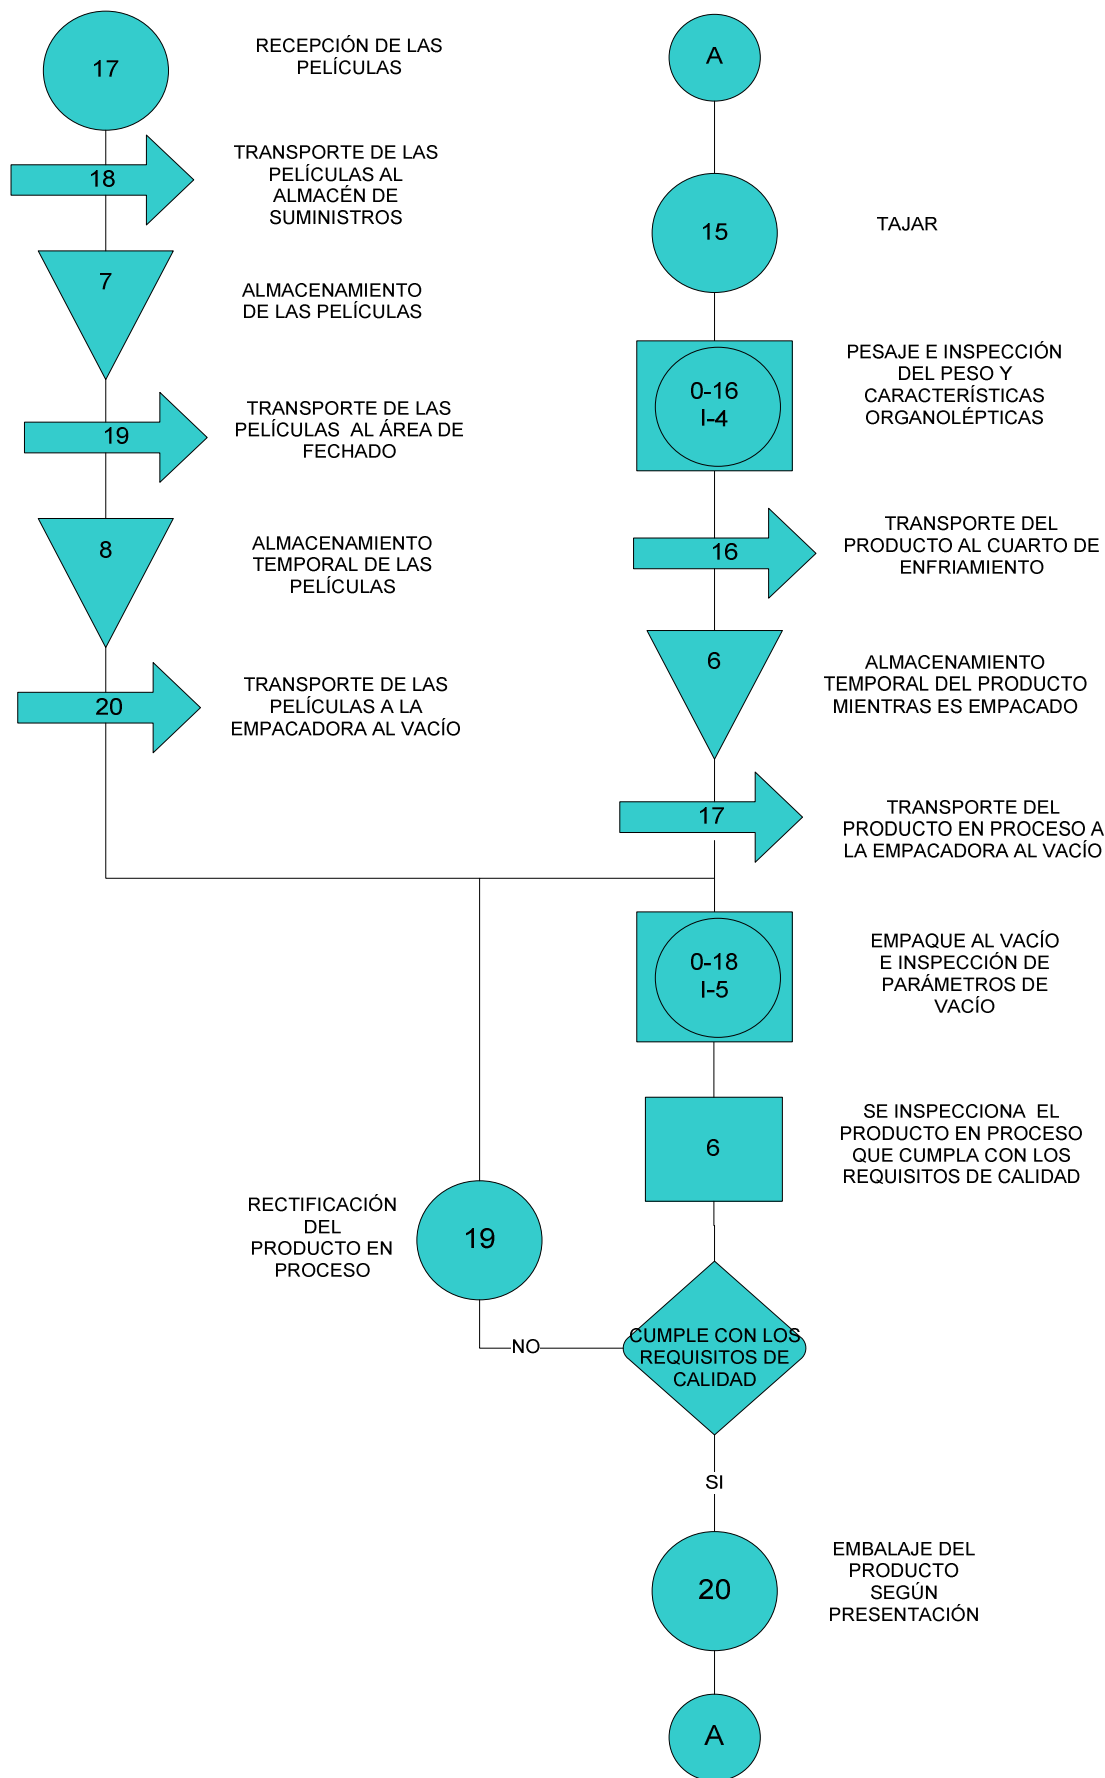 17
RECEPCIÓN DE LAS
PELÍCULAS
18
TRANSPORTE DE LAS
PELÍCULAS AL
ALMACÉN DE
SUMINISTROS
7
ALMACENAMIENTO
DE LAS PELÍCULAS
19
TRANSPORTE DE LAS
PELÍCULAS AL ÁREA DE
FECHADO
8
ALMACENAMIENTO
TEMPORAL DE LAS
PELÍCULAS
20
TRANSPORTE DE LAS
PELÍCULAS A LA
EMPACADORA AL VACÍO
A
15
TAJAR
0-16
I-4
PESAJE E INSPECCIÓN
DEL PESO Y
CARACTERÍSTICAS
ORGANOLÉPTICAS
16
TRANSPORTE DEL
PRODUCTO AL CUARTO DE
ENFRIAMIENTO
6
ALMACENAMIENTO
TEMPORAL DEL PRODUCTO
MIENTRAS ES EMPACADO
17
TRANSPORTE DEL
PRODUCTO EN PROCESO A
LA EMPACADORA AL VACÍO
0-18
I-5
EMPAQUE AL VACÍO
E INSPECCIÓN DE
PARÁMETROS DE
VACÍO
6
SE INSPECCIONA EL
PRODUCTO EN PROCESO
QUE CUMPLA CON LOS
REQUISITOS DE CALIDAD
RECTIFICACIÓN
DEL
PRODUCTO EN
PROCESO
19
NO
CUMPLE CON LOS
REQUISITOS DE
CALIDAD
SI
20
EMBALAJE DEL
PRODUCTO
SEGÚN
PRESENTACIÓN
A